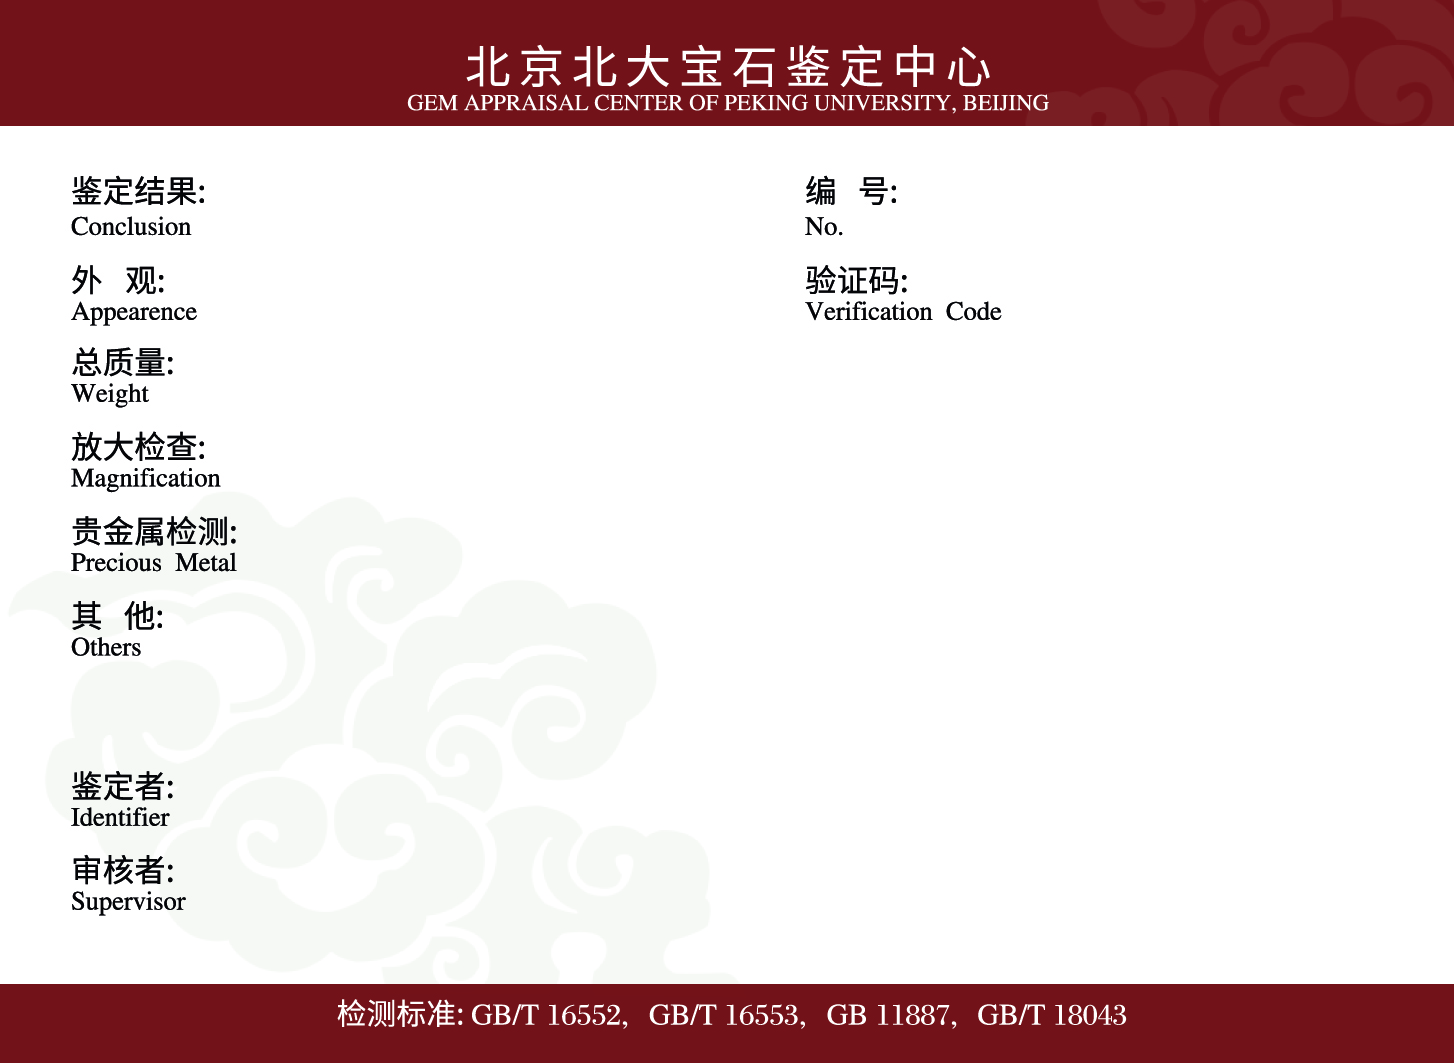 北京北大宝石鉴定中心
GEM APPRAISAL CENTER OF PEKING UNIVERSITY, BEIJING
鉴定结果:
Conclusion
编 号:
No.
外 观:
Appearence
验证码:
Verification Code
总质量:
Weight
放大检查:
Magnification
贵金属检测:
Precious Metal
其 他:
Others
鉴定者:
Identifier
审核者:
Supervisor
检测标准: GB/T 16552, GB/T 16553, GB 11887, GB/T 18043